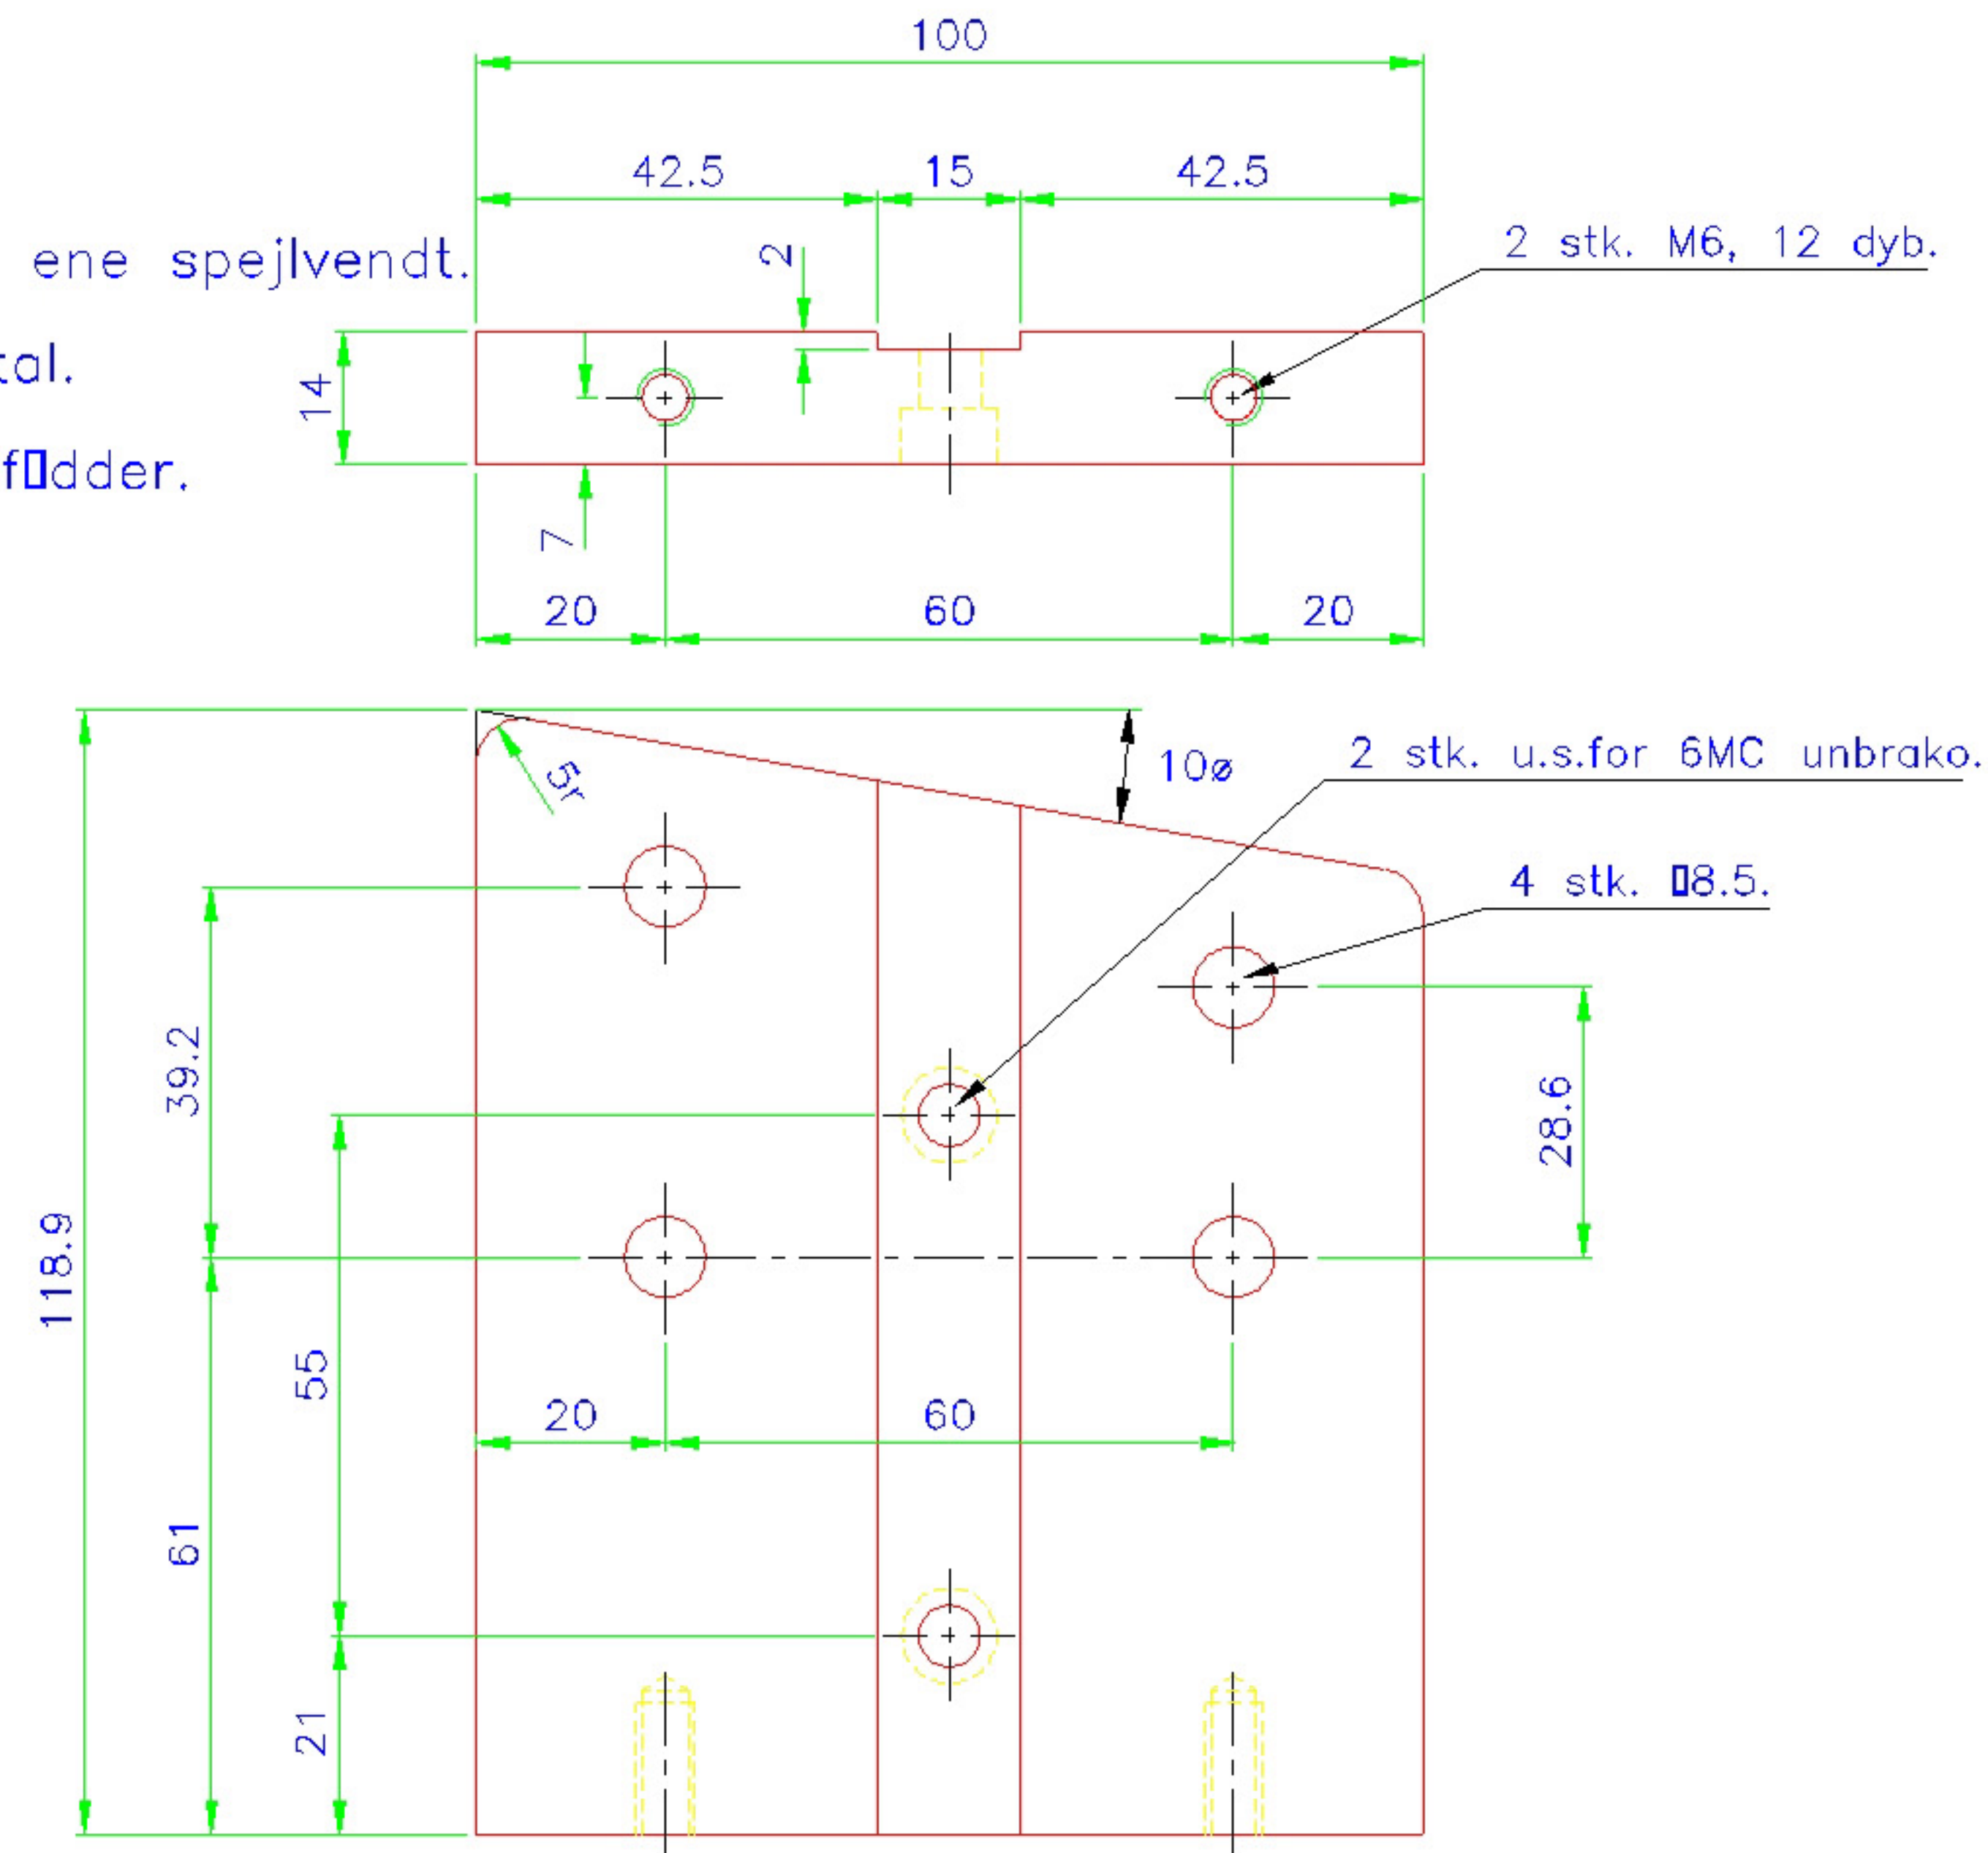 100
42.5 15 42.5
2
2 stk. M6, 12 dyb.
ene spejlvendt.
tal.
14
f▯dder.
7
20 60 20
5r
10ø
2 stk. u.s.for 6MC unbrako.
4 stk. ▯8.5.
39.2
28.6
118.9
55
20 60
61
21